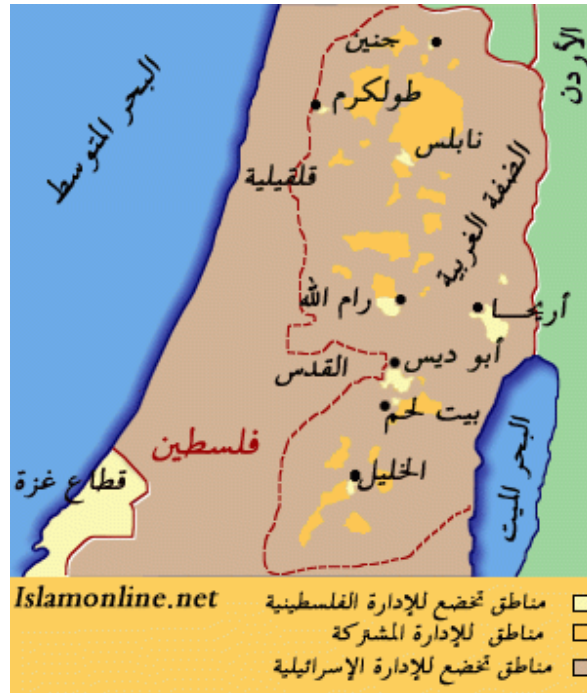 البحر المتوسط
الأردن
جنين
طولكرم
نابلس
قلقيلية
الضفة الغربية
رام الله
أريحـــا
أبو ديس
القدس
بيت لحم
فلسطين
الخليل
قطاع غزة
البحر الميت
Islamonline.net
مناطق تخضع للإدارة الفلسطينية
مناطق للإدارة المشتركة
مناطق تخضع للإدارة الإسرائيلية